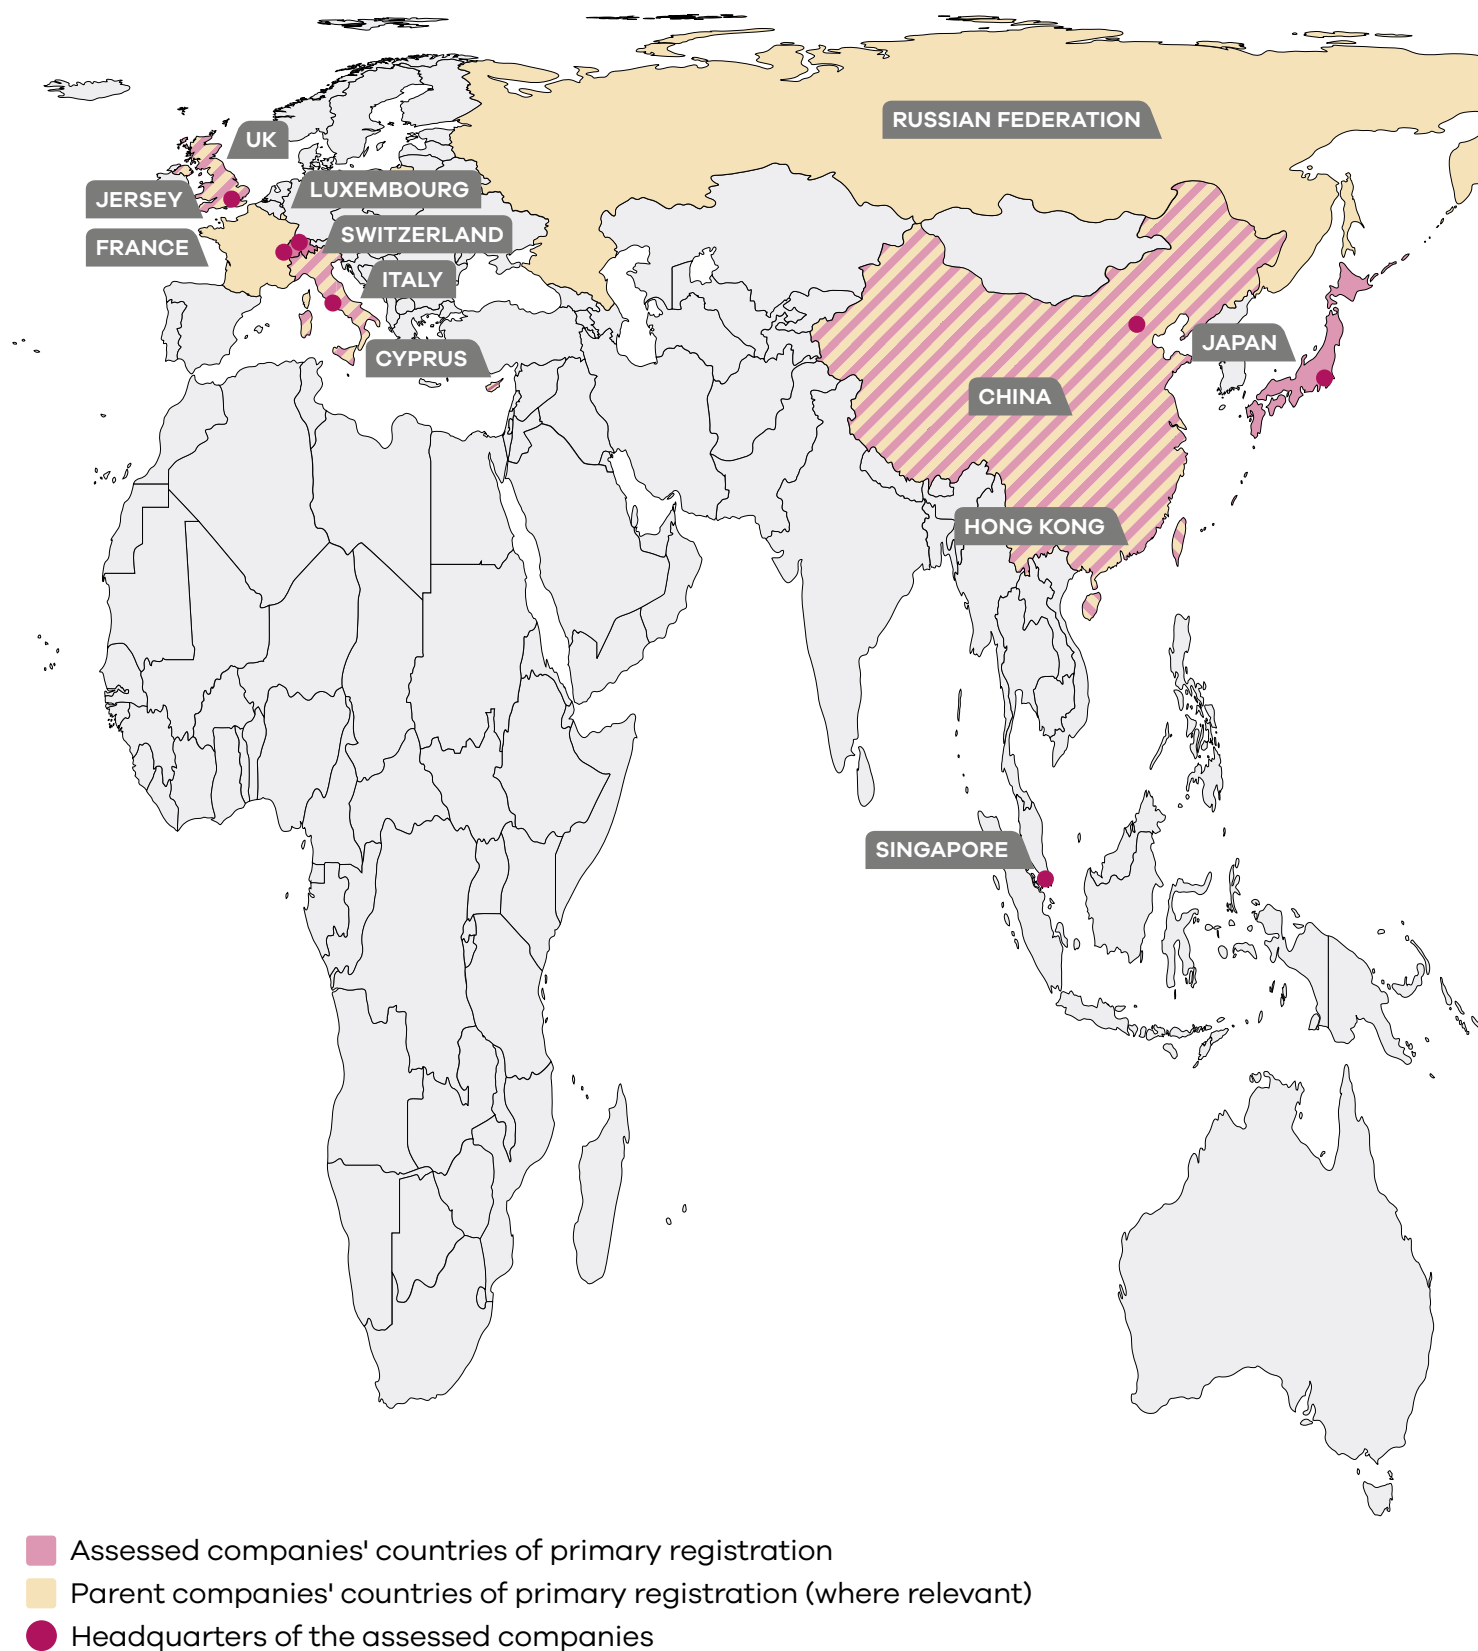 RUSSIAN FEDERATION
UK
LUXEMBOURG
JERSEY
SWITZERLAND
FRANCE
ITALY
JAPAN
CYPRUS
CHINA
HONG KONG
SINGAPORE
Assessed companies' countries of primary registration
Parent companies' countries of primary registration (where relevant)
Headquarters of the assessed companies